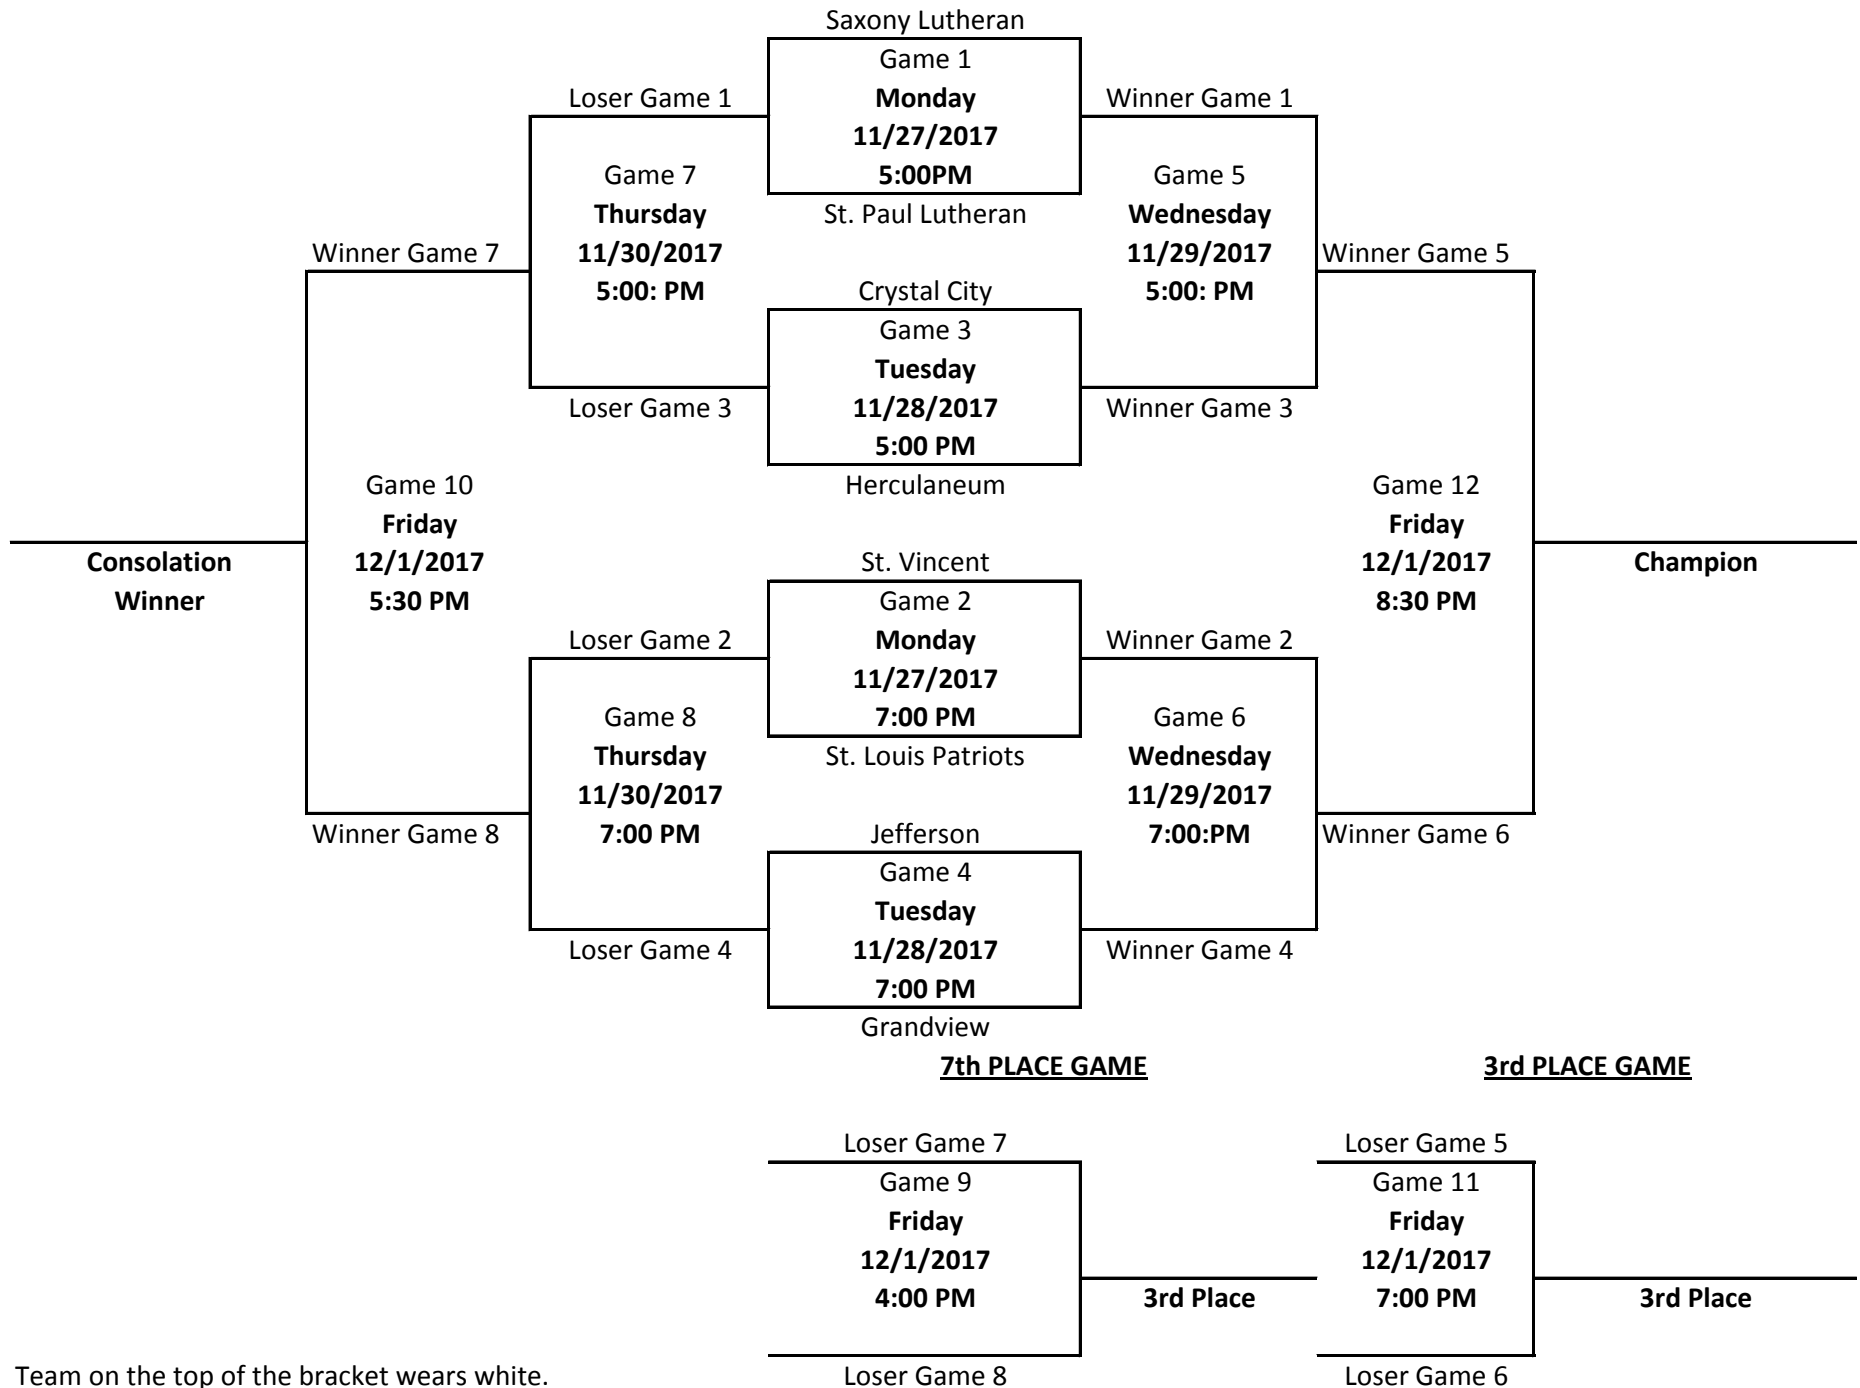 Saxony Lutheran
Game 1
Loser Game 1 Monday Winner Game 1
11/27/2017
Game 7 5:00PM Game 5
Thursday St. Paul Lutheran Wednesday
Winner Game 7 11/30/2017 11/29/2017 Winner Game 5
5:00: PM Crystal City 5:00: PM
Game 3
Tuesday
Loser Game 3 11/28/2017 Winner Game 3
5:00 PM
Game 10 Herculaneum Game 12
Friday Friday
Consolation 12/1/2017 St. Vincent 12/1/2017 Champion
Winner 5:30 PM Game 2 8:30 PM
Loser Game 2 Monday Winner Game 2
11/27/2017
Game 8 7:00 PM Game 6
Thursday St. Louis Patriots Wednesday
11/30/2017 11/29/2017
Winner Game 8 7:00 PM Jefferson 7:00:PM Winner Game 6
Game 4
Tuesday
Loser Game 4 11/28/2017 Winner Game 4
7:00 PM
Grandview
7th PLACE GAME 3rd PLACE GAME
Loser Game 7 Loser Game 5
Game 9 Game 11
Friday Friday
12/1/2017 12/1/2017
4:00 PM 3rd Place 7:00 PM 3rd Place
Team on the top of the bracket wears white. Loser Game 8 Loser Game 6